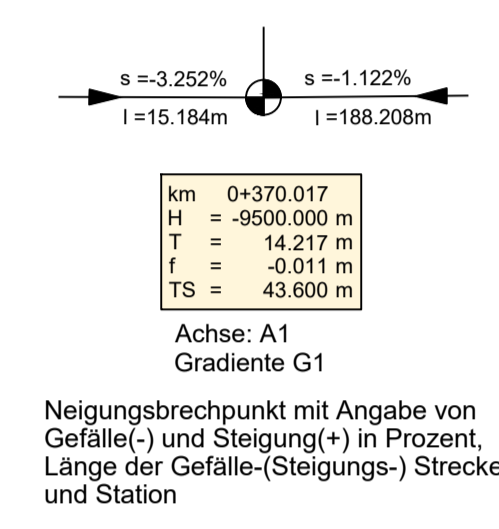 s =-3.252% s =-1.122%
l =15.184m l =188.208m
km 0+370.017
H = -9500.000 m
T = 14.217 m
f = -0.011 m
TS = 43.600 m
Achse: A1
Gradiente G1
Neigungsbrechpunkt mit Angabe von
Gefälle(-) und Steigung(+) in Prozent,
Länge der Gefälle-(Steigungs-) Strecke
und Station